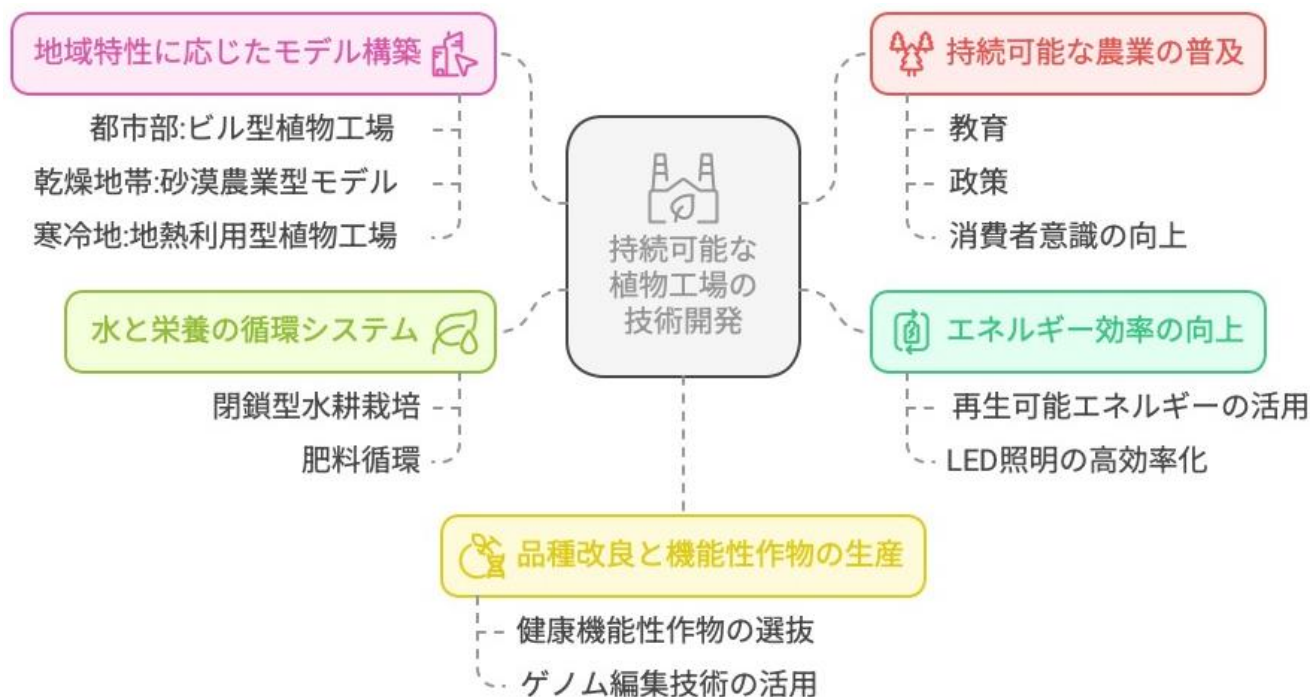 地域特性に応じたモデル構築
都市部:ビル型植物工場
乾燥地帯:砂漠農業型モデル
寒冷地:地熱利用型植物工場
水と栄養の循環システム
閉鎖型水耕栽培
肥料循環
持続可能な
植物工場の
技術開発
持続可能な農業の普及
教育
政策
消費者意識の向上
エネルギー効率の向上
再生可能エネルギーの活用
LED照明の高効率化
品種改良と機能性作物の生産
健康機能性作物の選抜
ゲノム編集技術の活用